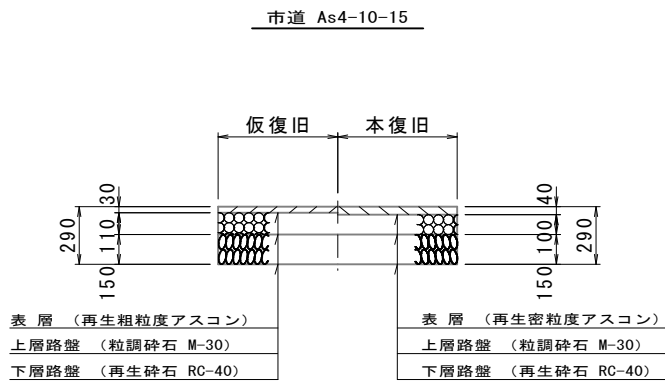 市道 As4-10-15
仮復旧
本復旧
30
110
150
290
40
100
150
290
表 層 （再生粗粒度アスコン）
上層路盤 （粒調砕石 M-30）
下層路盤 （再生砕石 RC-40）
表 層 （再生密粒度アスコン）
上層路盤 （粒調砕石 M-30）
下層路盤 （再生砕石 RC-40）